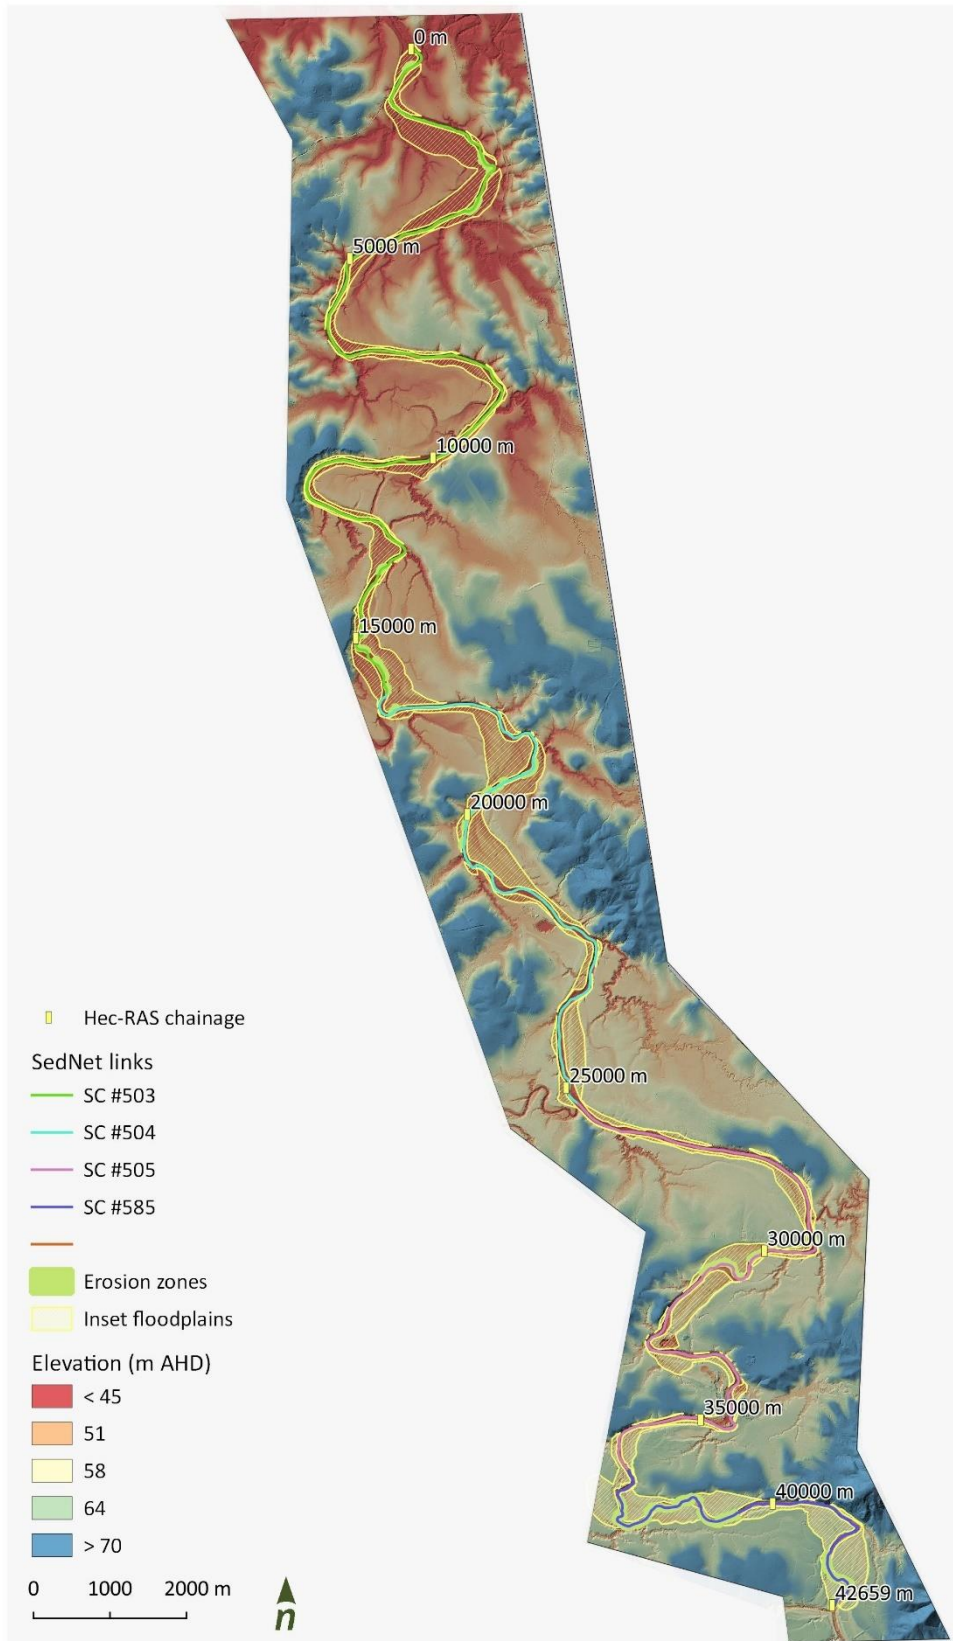 0 m
5000 m
10000 m
15000 m
20000 m
25000 m
30000 m
35000 m
40000 m
42659 m
Hec-RAS chainage
SedNet links
SC #503
SC #504
SC #505
SC #585
Erosion zones
Inset floodplains
Elevation (m AHD)
< 45
51
58
64
> 70
0 1000 2000 m
n